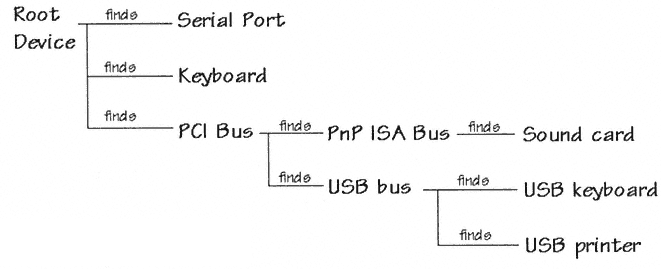 Root
Device
finds
Serial Port
finds
Keyboard
finds
PCI Bus
finds
PnP ISA Bus
finds
Sound card
finds
USB bus
finds
USB keyboard
finds
USB printer